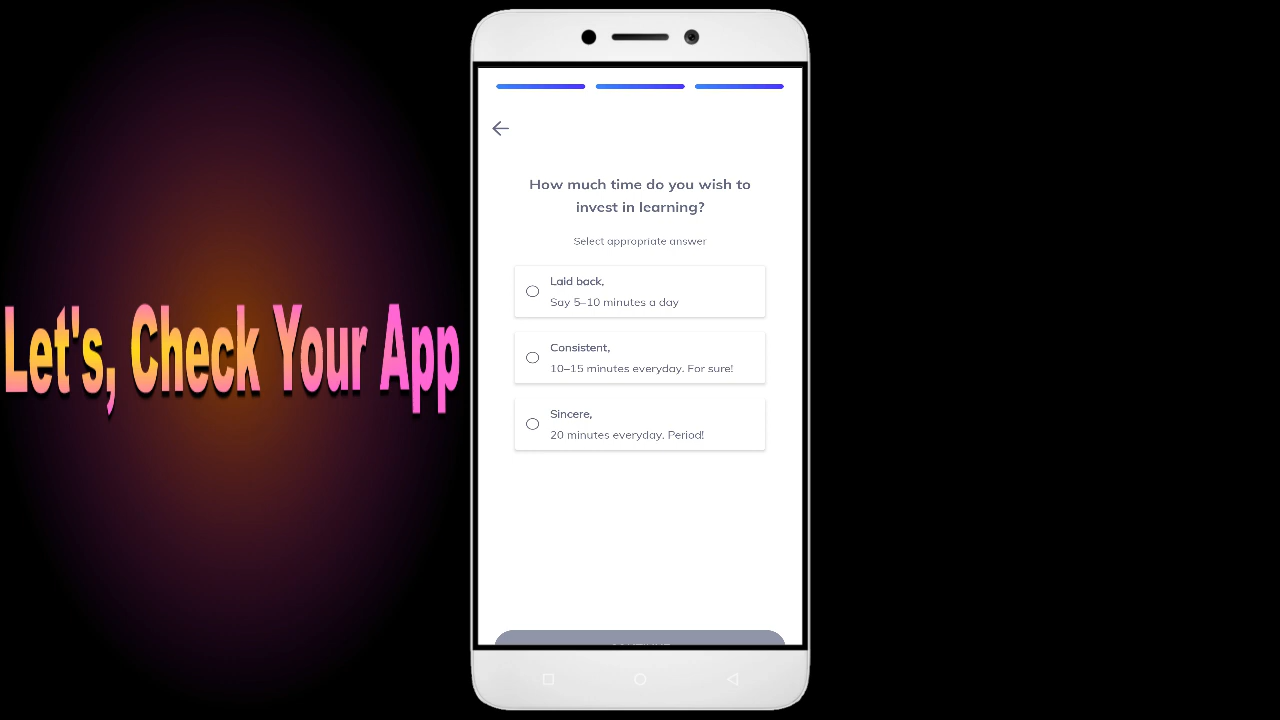 Let's, Check Your App
How much time do you wish to
invest in learning?
Select appropriate answer
Laid back,
Say 5–10 minutes a day
Consistent,
10–15 minutes everyday. For sure!
Sincere,
20 minutes everyday. Period!